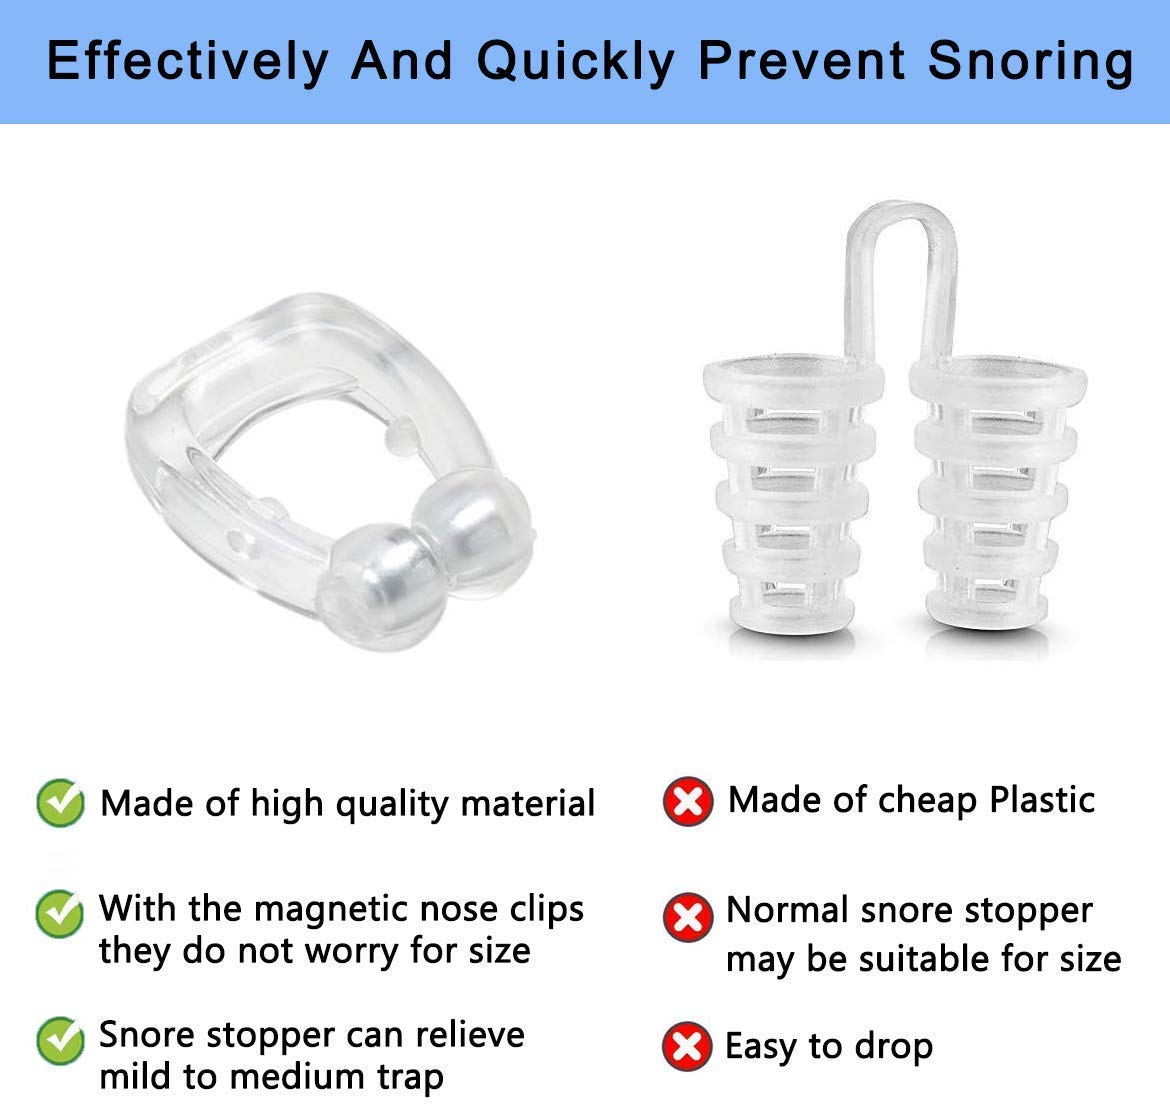 Effectively And Quickly Prevent Snoring
Made of high quality material
With the magnetic nose clips
they do not worry for size
Snore stopper can relieve
mild to medium trap
Made of cheap Plastic
Normal snore stopper
may be suitable for size
Easy to drop